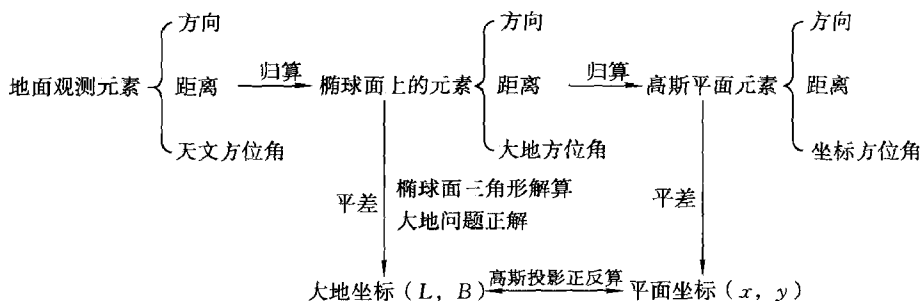 方向 方向 方向
归算 归算
地面观测元素 距离 椭球面上的元素 距离 高斯平面元素 距离
天文方位角 大地方位角 坐标方位角
椭球面三角形解算
平差 平差
大地问题正解
高斯投影正反算
大地坐标(L, B) 平面坐标(x, y)